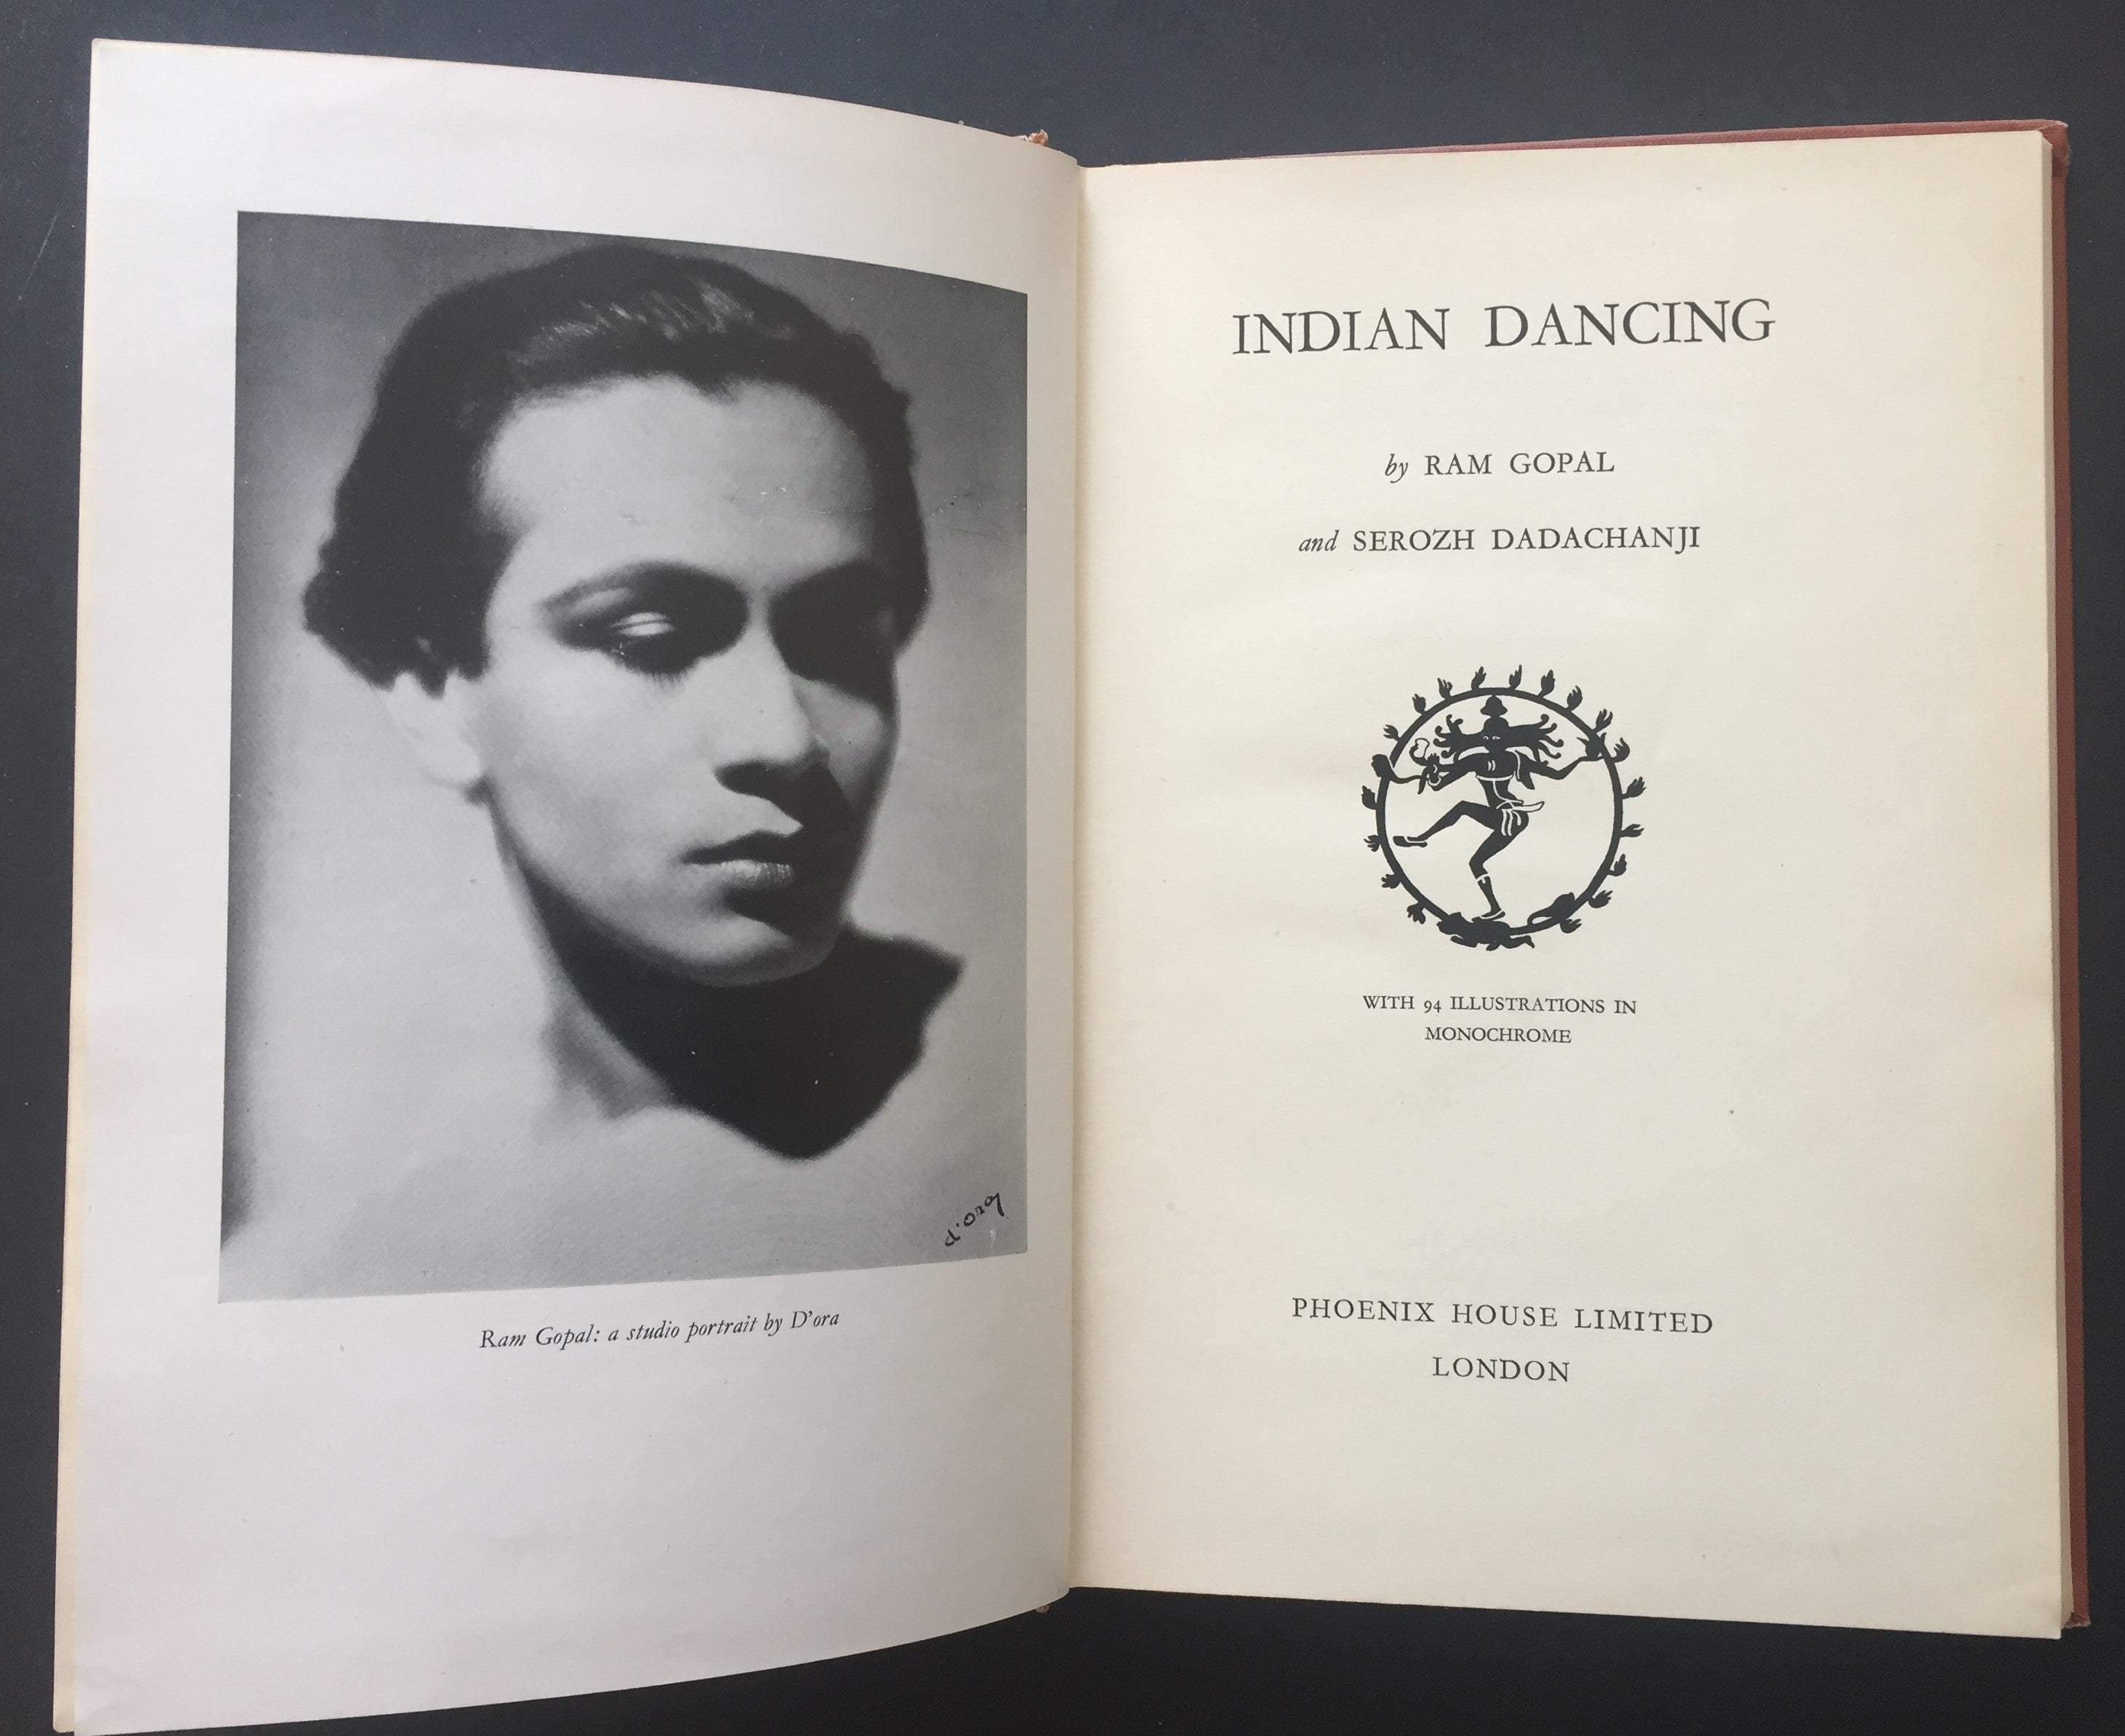 d'ora
Ram Gopal: a studio portrait by D'ora
INDIAN DANCING
by RAM GOPAL
and SEROZH DADACHANJI
WITH 94 ILLUSTRATIONS IN
MONOCHROME
PHOENIX HOUSE LIMITED
LONDON